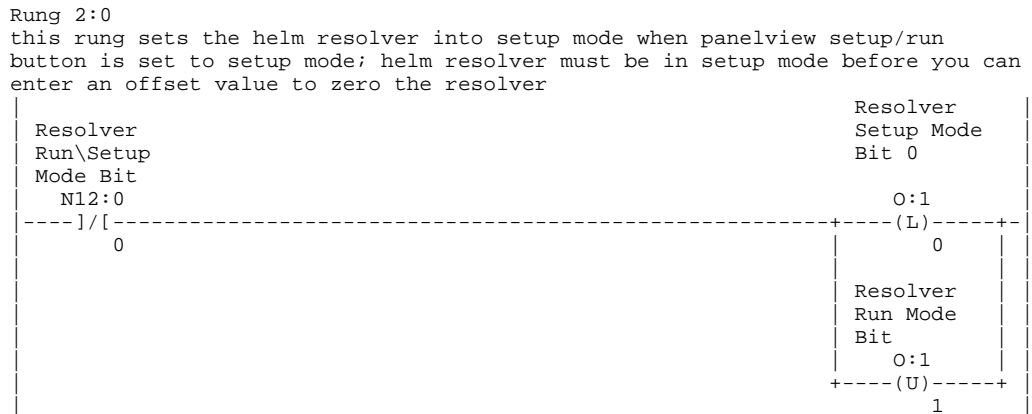 Rung 2:0
this rung sets the helm resolver into setup mode when panelview setup/run
button is set to setup mode; helm resolver must be in setup mode before you can
enter an offset value to zero the resolver
|                                                                    Resolver    |
| Resolver                                                           Setup Mode  |
| Run\Setup                                                          Bit 0       |
| Mode Bit                                                                       |
|   N12:0                                                               O:1      |
|----]/[-----------------------------------------------------------+----(L)-----+-|
|       0                                                          |       0    | |
|                                                                  |            | |
|                                                                  | Resolver   | |
|                                                                  | Run Mode   | |
|                                                                  | Bit        | |
|                                                                  |    O:1     | |
|                                                                  +----(U)-----+ |
|                                                                          1      |